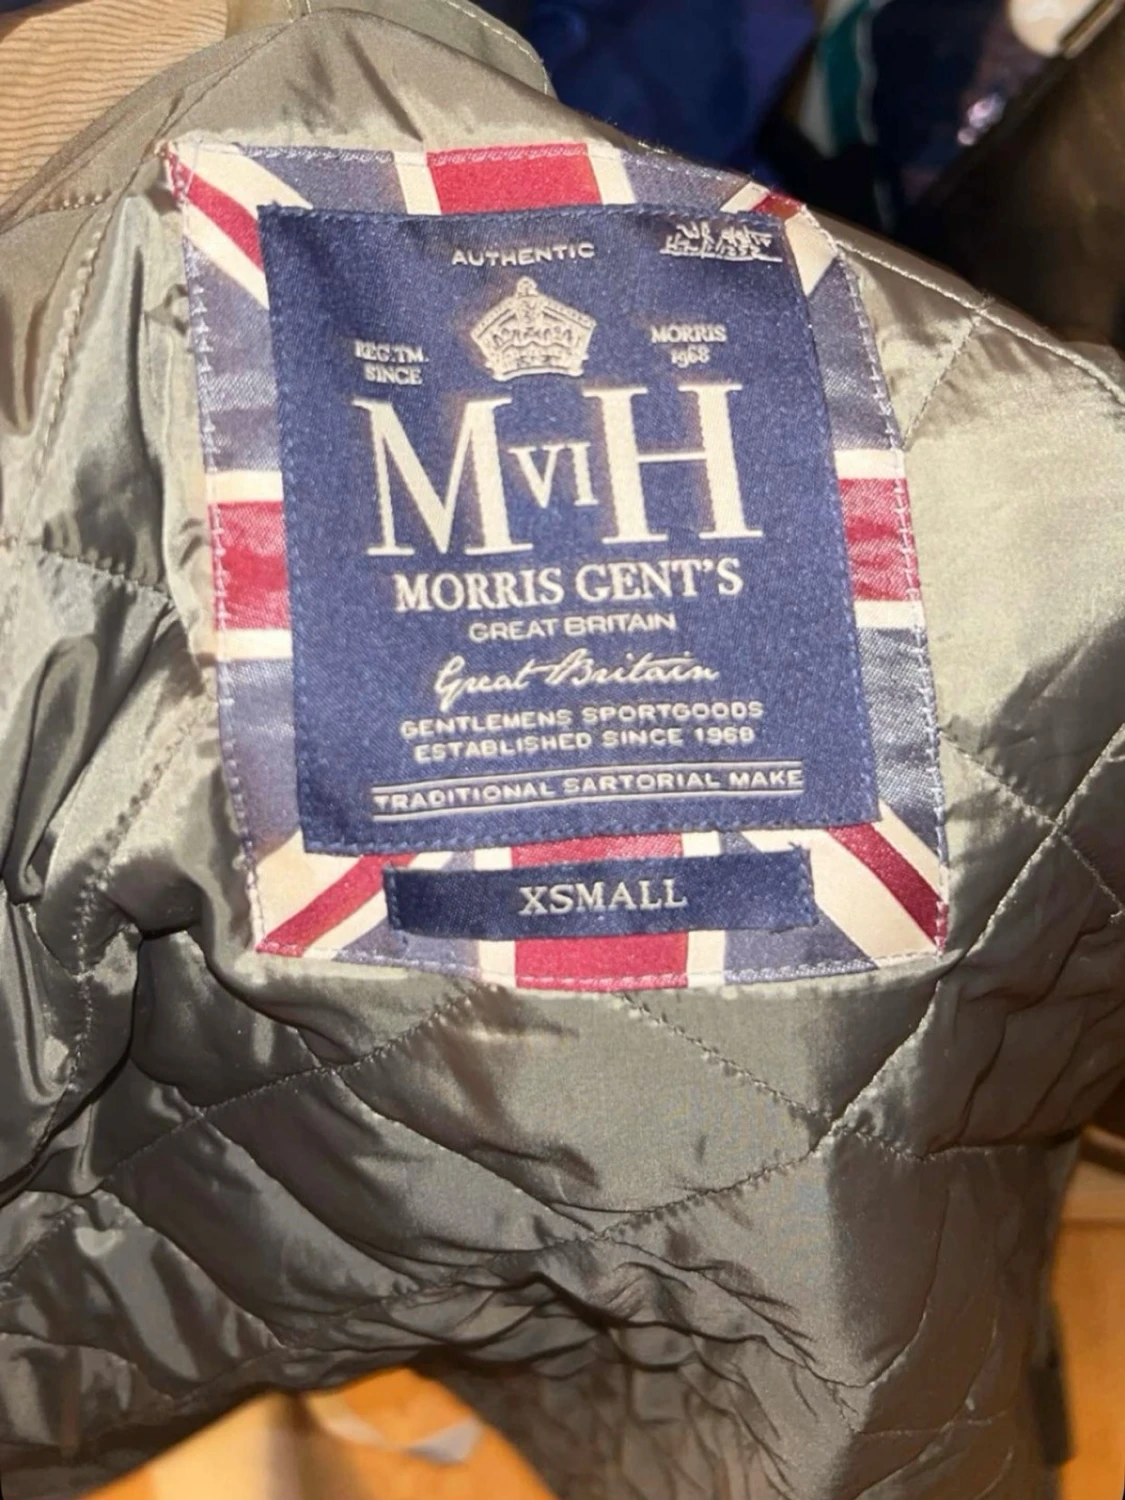 AUTHENTIC
REG.TM.
SINCE
MORRIS
1968
MVIH
MORRIS GENT'S
GREAT BRITAIN
Great Britain
GENTLEMENS SPORTGOODS
ESTABLISHED SINCE 1968
TRADITIONAL SARTORIAL MAKE
XSMALL